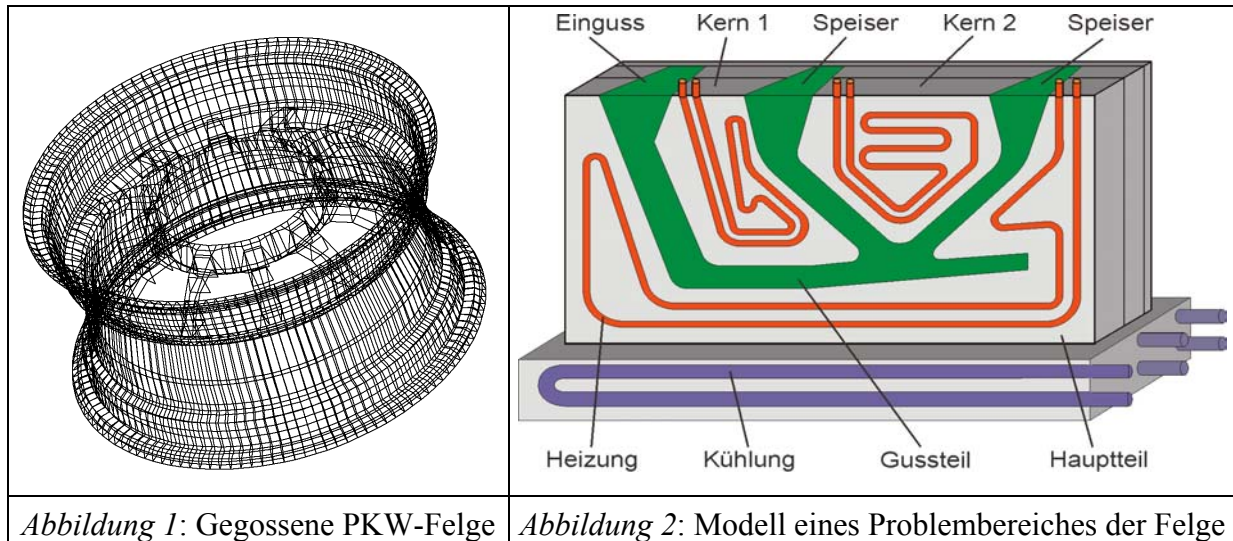 Einguss Kern 1 Speiser Kern 2 Speiser
Heizung Kühlung Gussteil Hauptteil
Abbildung 1: Gegossene PKW-Felge
Abbildung 2: Modell eines Problembereiches der Felge